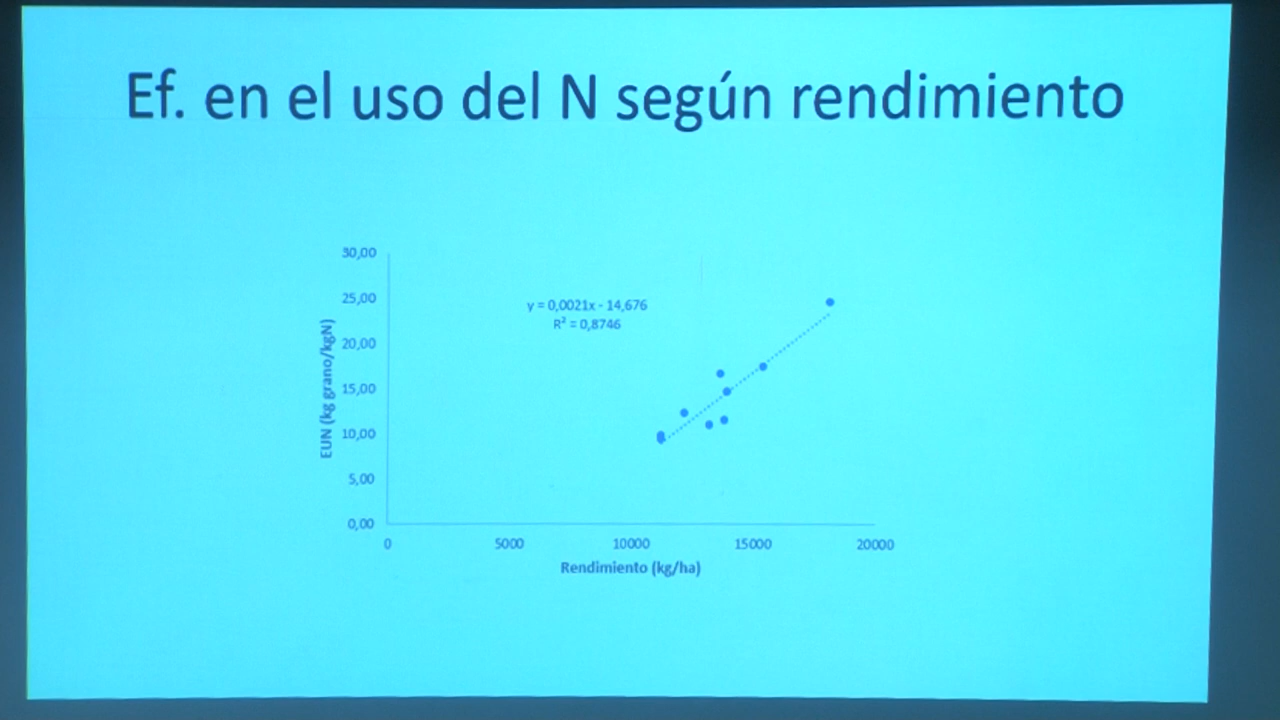 Ef. en el uso del N según rendimiento
30,00
25,00
20,00
15,00
10,00
5,00
0,00
EUN (kg grano/kgN)
y = 0,0021x - 14,676
R² = 0,8746
0 5000 10000 15000 20000
Rendimiento (kg/ha)